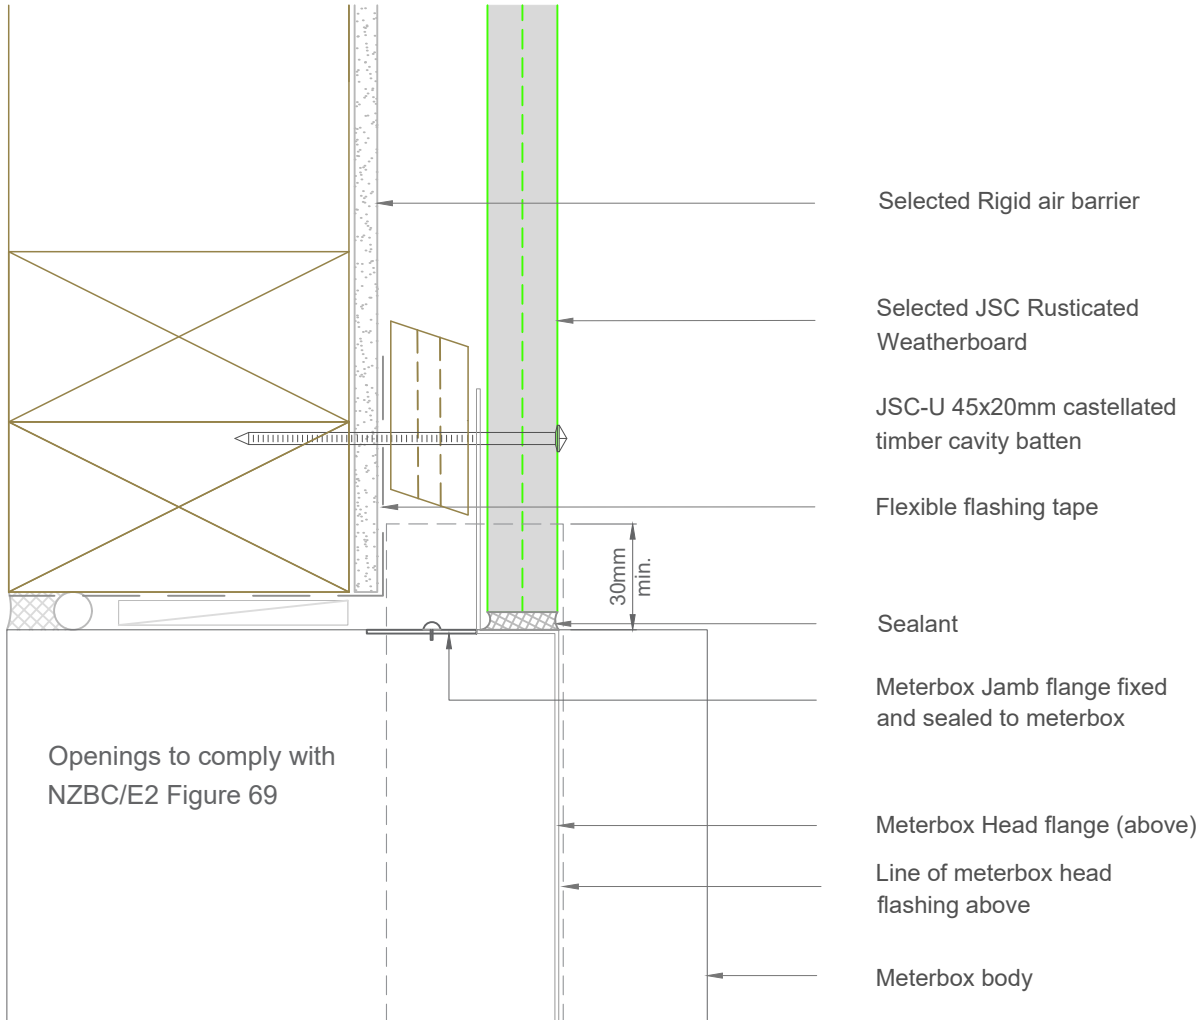 Selected Rigid air barrier
Selected JSC Rusticated
Weatherboard
JSC-U 45x20mm castellated
timber cavity batten
Flexible flashing tape
30mm
min.
Sealant
Meterbox Jamb flange fixed
and sealed to meterbox
Openings to comply with
NZBC/E2 Figure 69
Meterbox Head flange (above)
Line of meterbox head
flashing above
Meterbox body